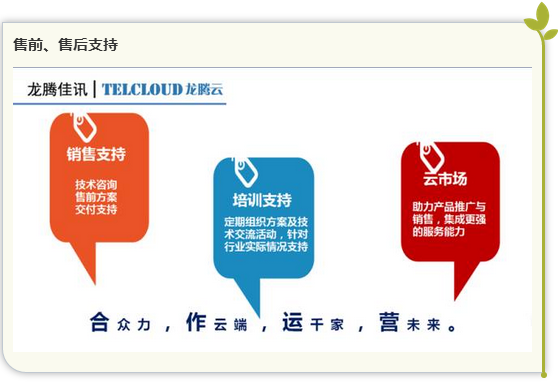 售前、售后支持
龙腾佳讯 | TELCLOUD 龙腾云
销售支持
技术咨询
售前方案
交付支持
培训支持
定期组织方案及技
术交流活动，针对
行业实际情况支持
云市场
助力产品推广与
销售，集成更强
的服务能力
合众力，作云端，运千家，营未来。